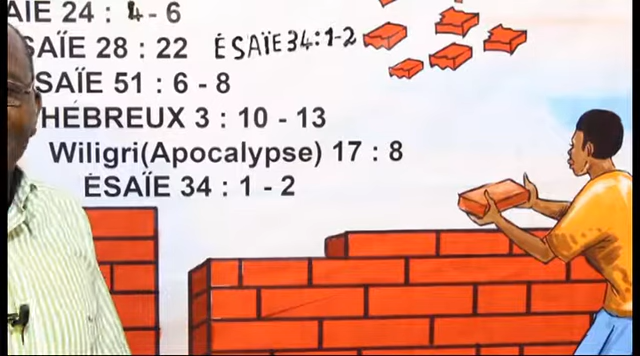 AÏE 24 : 4 - 6
SAÏE 28 : 22 ÉSAÏE 34:1-2
SAÏE 51 : 6 - 8
HÉBREUX 3 : 10 - 13
Wiligri(Apocalypse) 17 : 8
ÉSAÏE 34 : 1 - 2